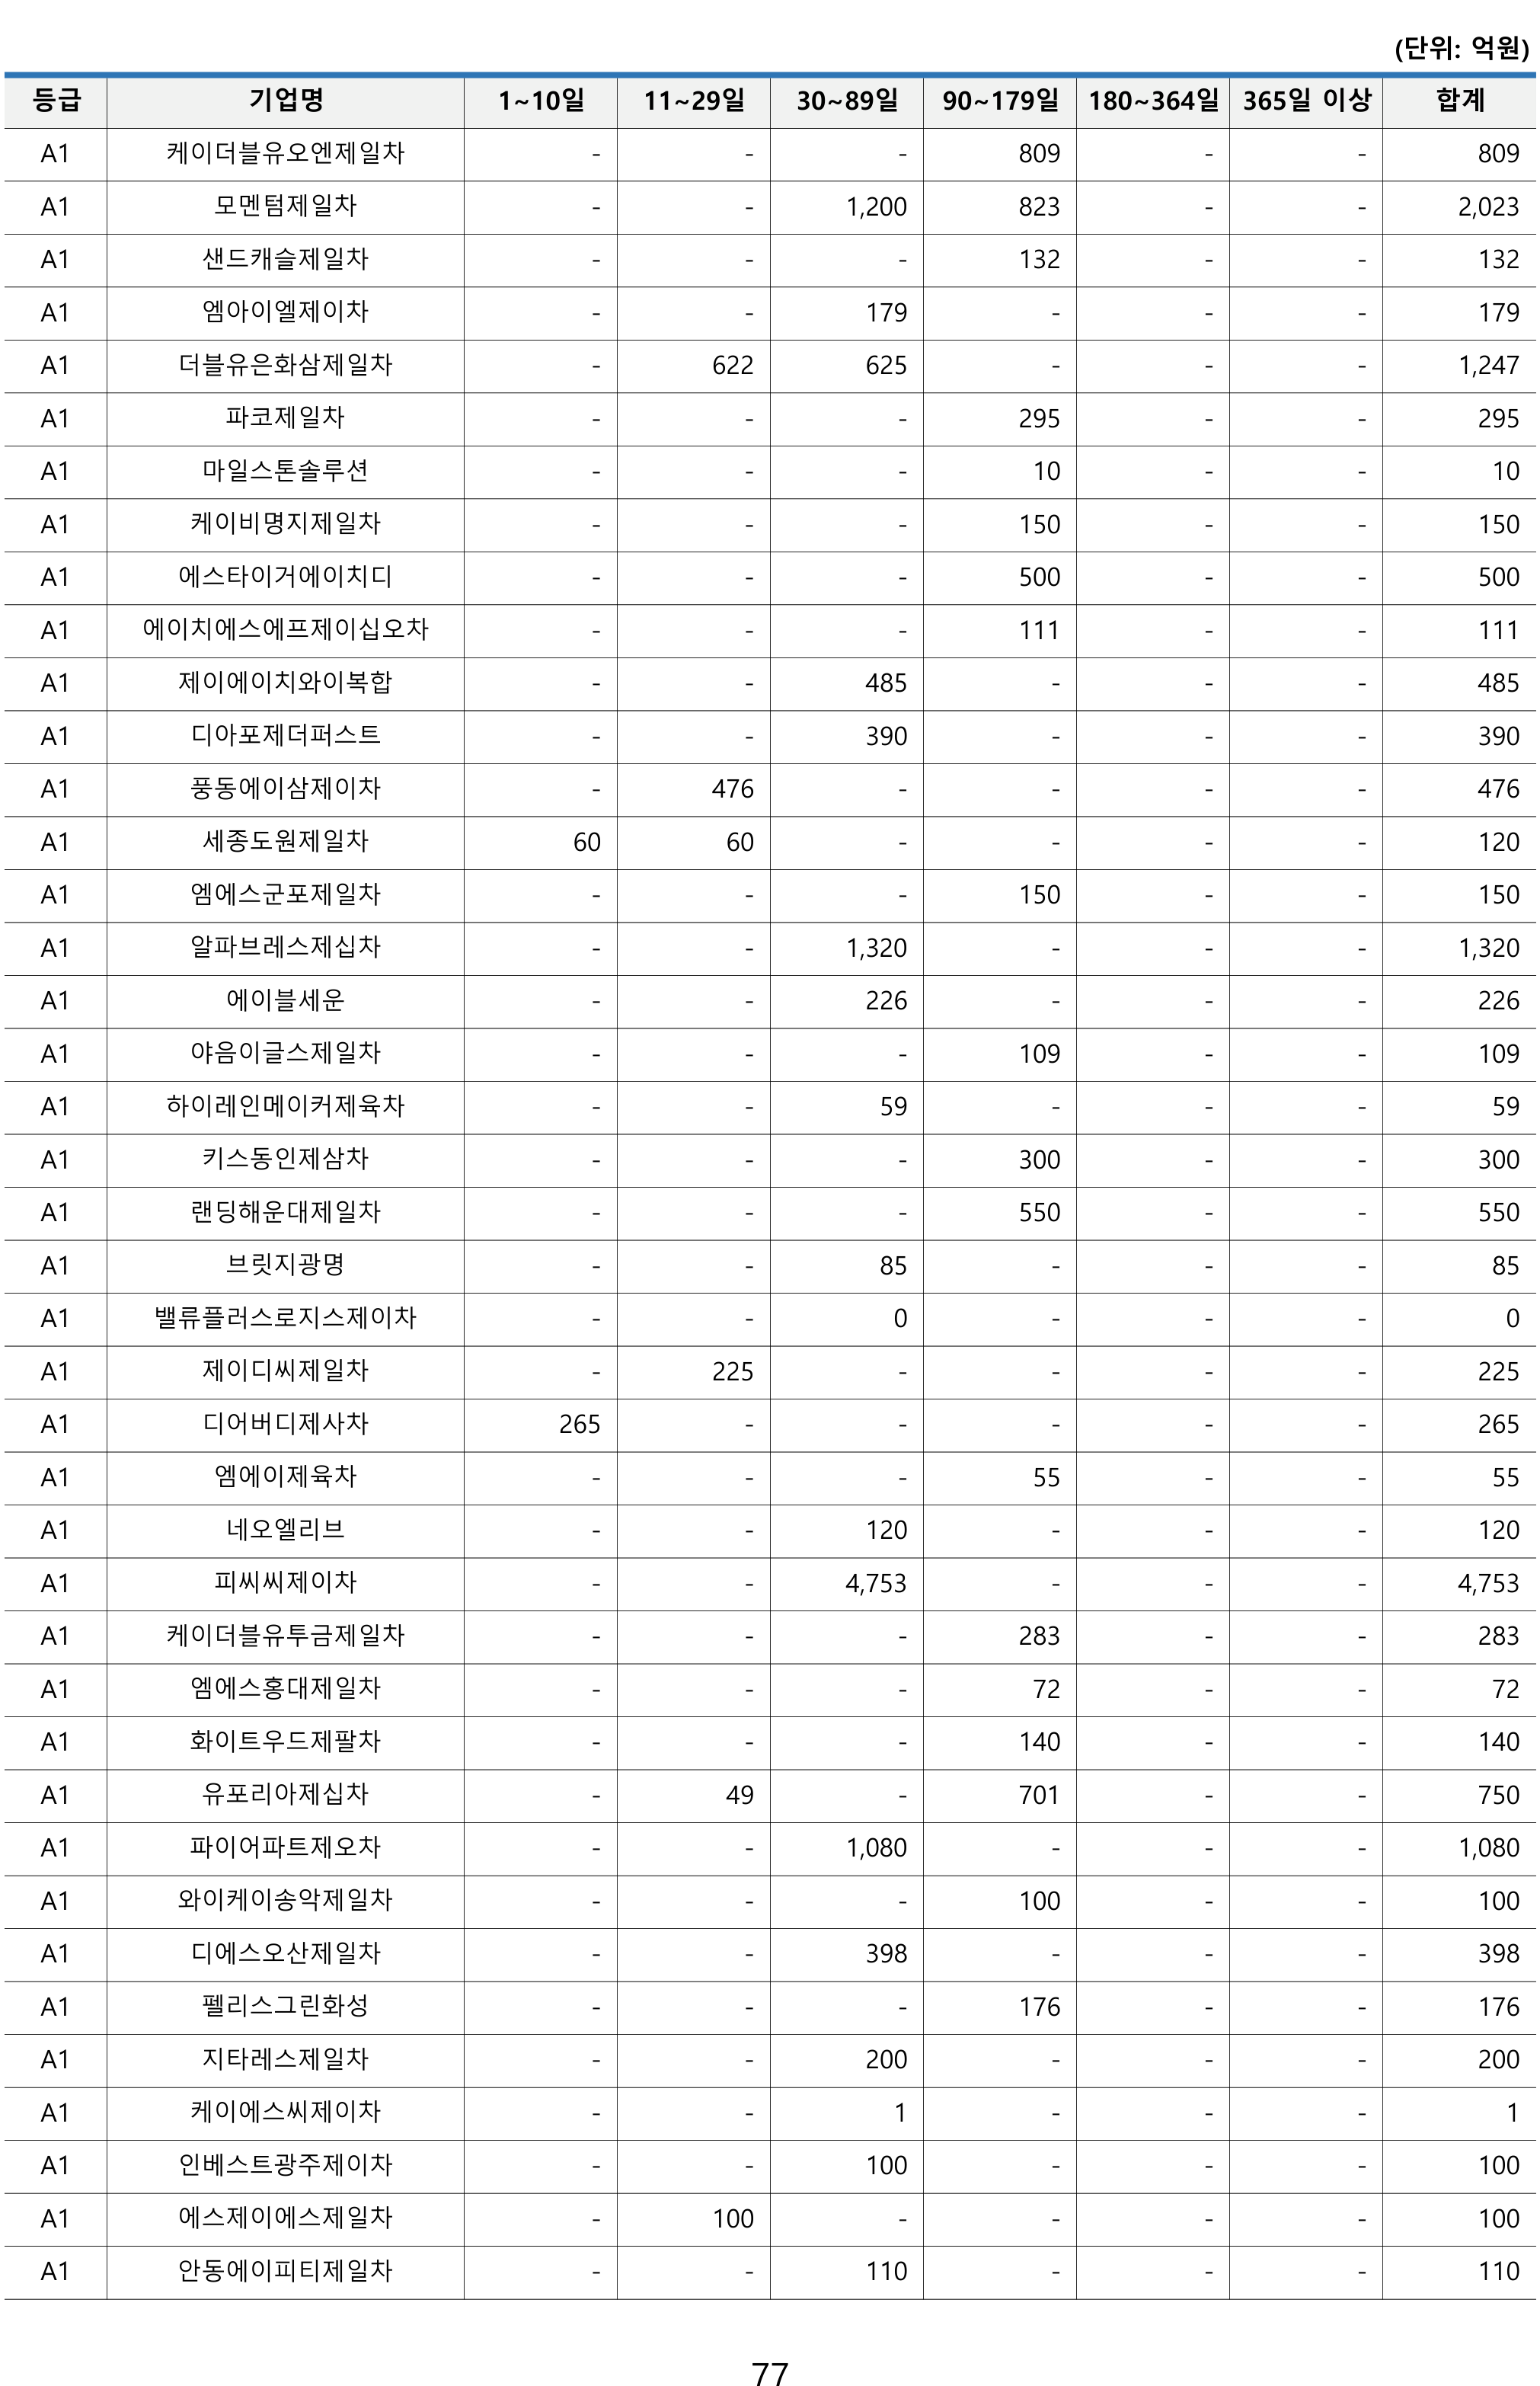 (단위: 억원)
등급 기업명 1~10일 11~29일 30~89일 90~179일 180~364일 365일 이상 합계
A1 케이더블유오엔제일차 - - - 809 - - 809
A1 모멘텀제일차 - - 1,200 823 - - 2,023
A1 샌드캐슬제일차 - - - 132 - - 132
A1 엠아이엘제이차 - - 179 - - - 179
A1 더블유은화삼제일차 - 622 625 - - - 1,247
A1 파코제일차 - - - 295 - - 295
A1 마일스톤솔루션 - - - 10 - - 10
A1 케이비명지제일차 - - - 150 - - 150
A1 에스타이거에이치디 - - - 500 - - 500
A1 에이치에스에프제이십오차 - - - 111 - - 111
A1 제이에이치와이복합 - - 485 - - - 485
A1 디아포제더퍼스트 - - 390 - - - 390
A1 풍동에이삼제이차 - 476 - - - - 476
A1 세종도원제일차 60 60 - - - - 120
A1 엠에스군포제일차 - - - 150 - - 150
A1 알파브레스제십차 - - 1,320 - - - 1,320
A1 에이블세운 - - 226 - - - 226
A1 야음이글스제일차 - - - 109 - - 109
A1 하이레인메이커제육차 - - 59 - - - 59
A1 키스동인제삼차 - - - 300 - - 300
A1 랜딩해운대제일차 - - - 550 - - 550
A1 브릿지광명 - - 85 - - - 85
A1 밸류플러스로지스제이차 - - 0 - - - 0
A1 제이디씨제일차 - 225 - - - - 225
A1 디어버디제사차 265 - - - - - 265
A1 엠에이제육차 - - - 55 - - 55
A1 네오엘리브 - - 120 - - - 120
A1 피씨씨제이차 - - 4,753 - - - 4,753
A1 케이더블유투금제일차 - - - 283 - - 283
A1 엠에스홍대제일차 - - - 72 - - 72
A1 화이트우드제팔차 - - - 140 - - 140
A1 유포리아제십차 - 49 - 701 - - 750
A1 파이어파트제오차 - - 1,080 - - - 1,080
A1 와이케이송악제일차 - - - 100 - - 100
A1 디에스오산제일차 - - 398 - - - 398
A1 펠리스그린화성 - - - 176 - - 176
A1 지타레스제일차 - - 200 - - - 200
A1 케이에스씨제이차 - - 1 - - - 1
A1 인베스트광주제이차 - - 100 - - - 100
A1 에스제이에스제일차 - 100 - - - - 100
A1 안동에이피티제일차 - - 110 - - - 110
77